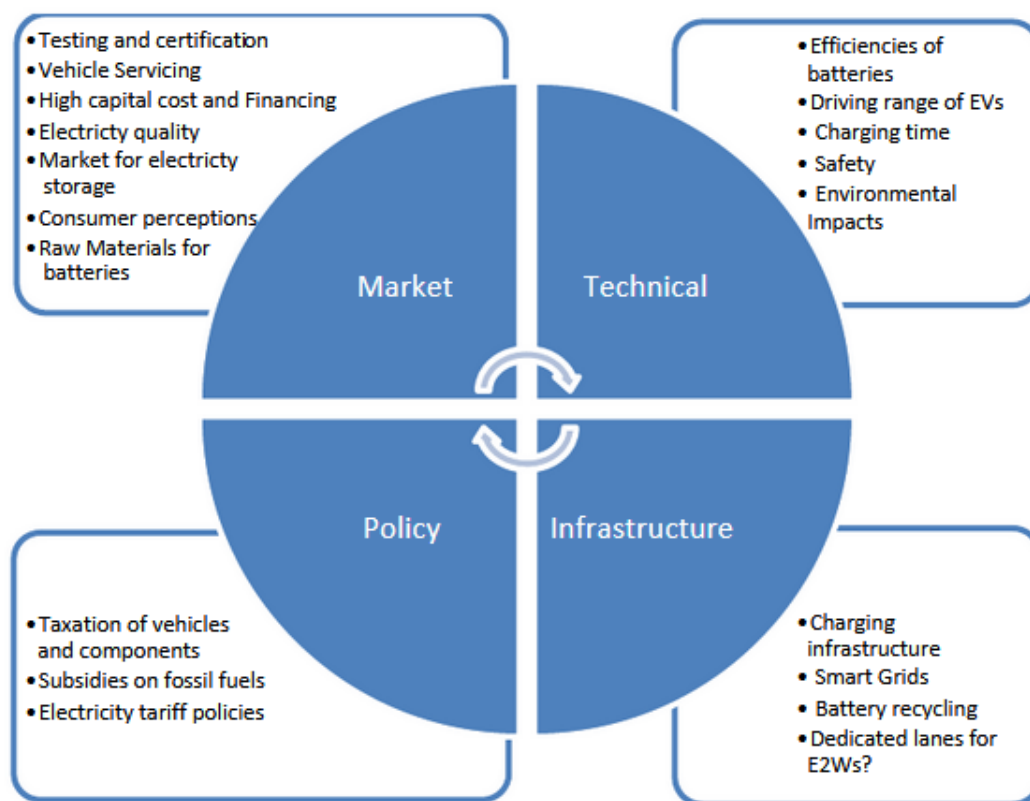 •Testing and certification
•Vehicle Servicing
•High capital cost and Financing
•Electricty quality
•Market for electricty
storage
•Consumer perceptions
•Raw Materials for
batteries
•Efficiencies of
batteries
•Driving range of EVs
• Charging time
• Safety
• Environmental
Impacts
Market
Technical
Policy
Infrastructure
•Taxation of vehicles
and components
•Subsidies on fossil fuels
•Electricity tariff policies
•Charging
infrastructure
• Smart Grids
• Battery recycling
•Dedicated lanes for
E2Ws?